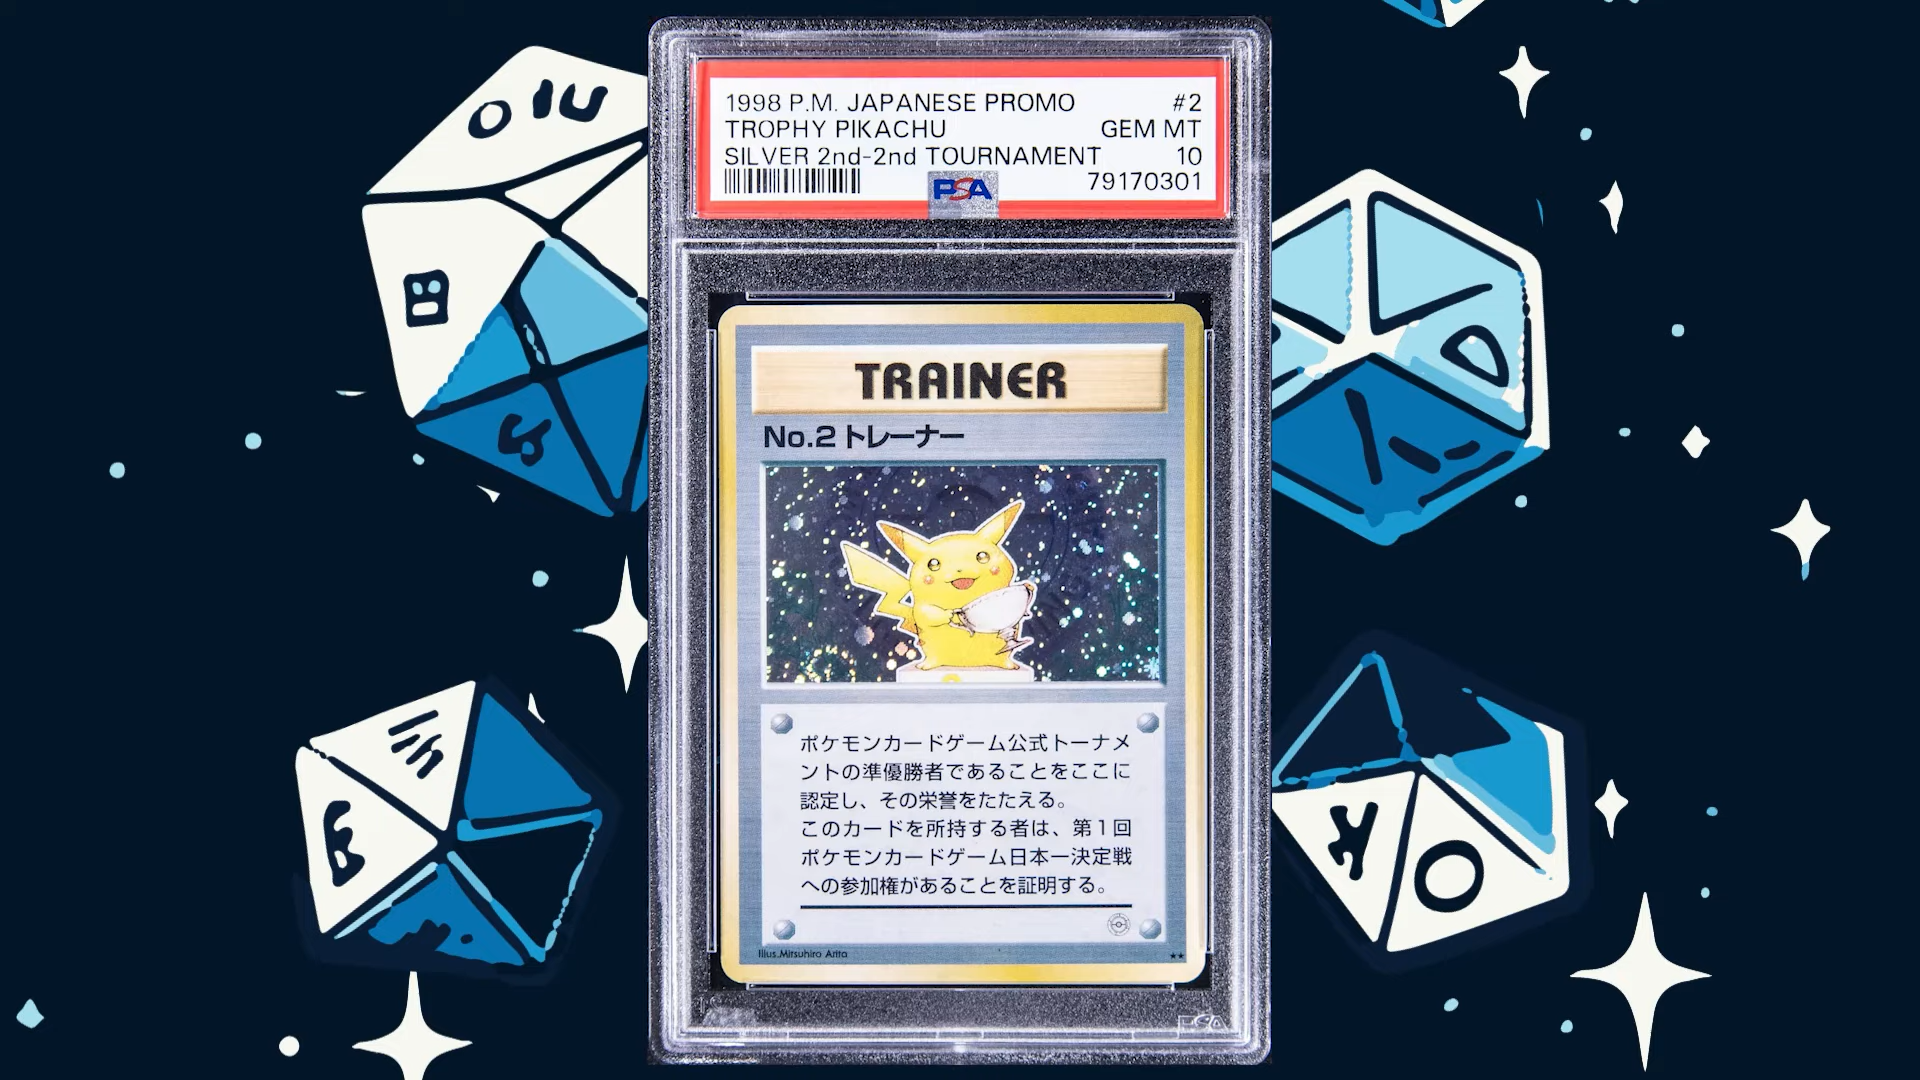 1998 P.M. JAPANESE PROMO #2
TROPHY PIKACHU GEM MT
SILVER 2nd-2nd TOURNAMENT 10
PSA 79170301
TRAINER
No.2 トレーナー
ポケモンカードゲーム公式トーナメ
ントの準優勝者であることをここに
認定し、その栄誉をたたえる。
このカードを所持する者は、第1回
ポケモンカードゲーム日本一決定戦
への参加権があることを証明する。
Illus.Mitsuhiro Arita
PSA